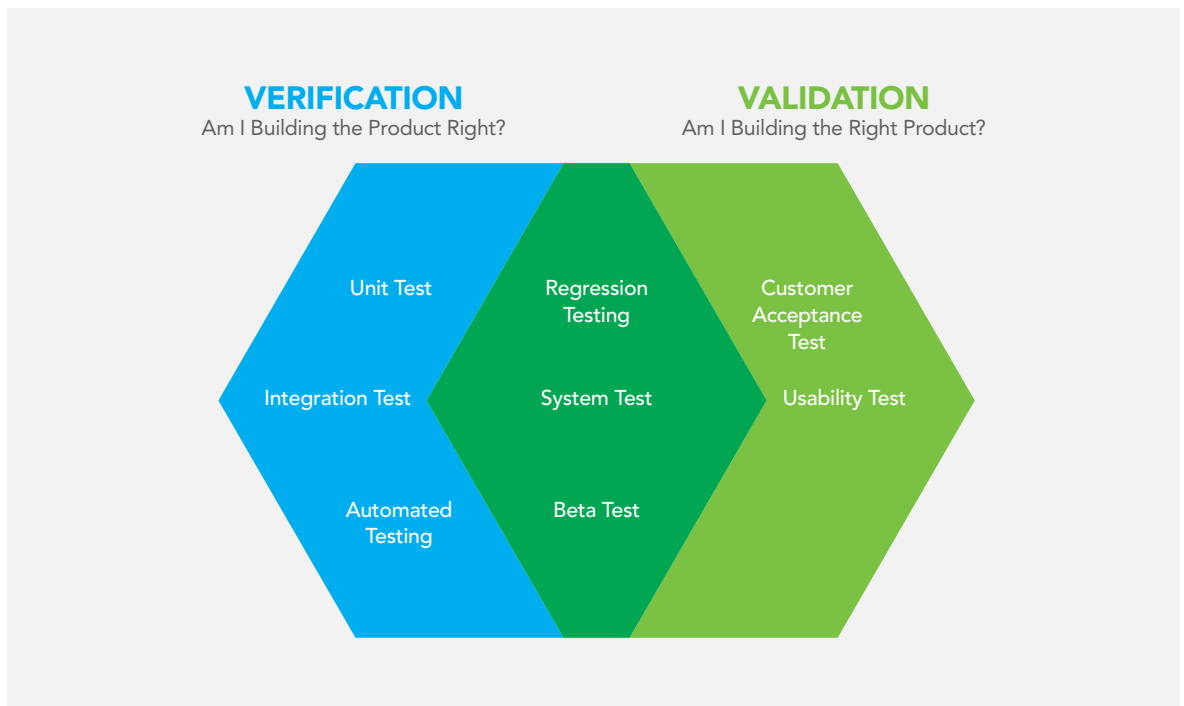 VERIFICATION
Am I Building the Product Right?
VALIDATION
Am I Building the Right Product?
Unit Test
Integration Test
Automated
Testing
Regression
Testing
System Test
Beta Test
Customer
Acceptance
Test
Usability Test